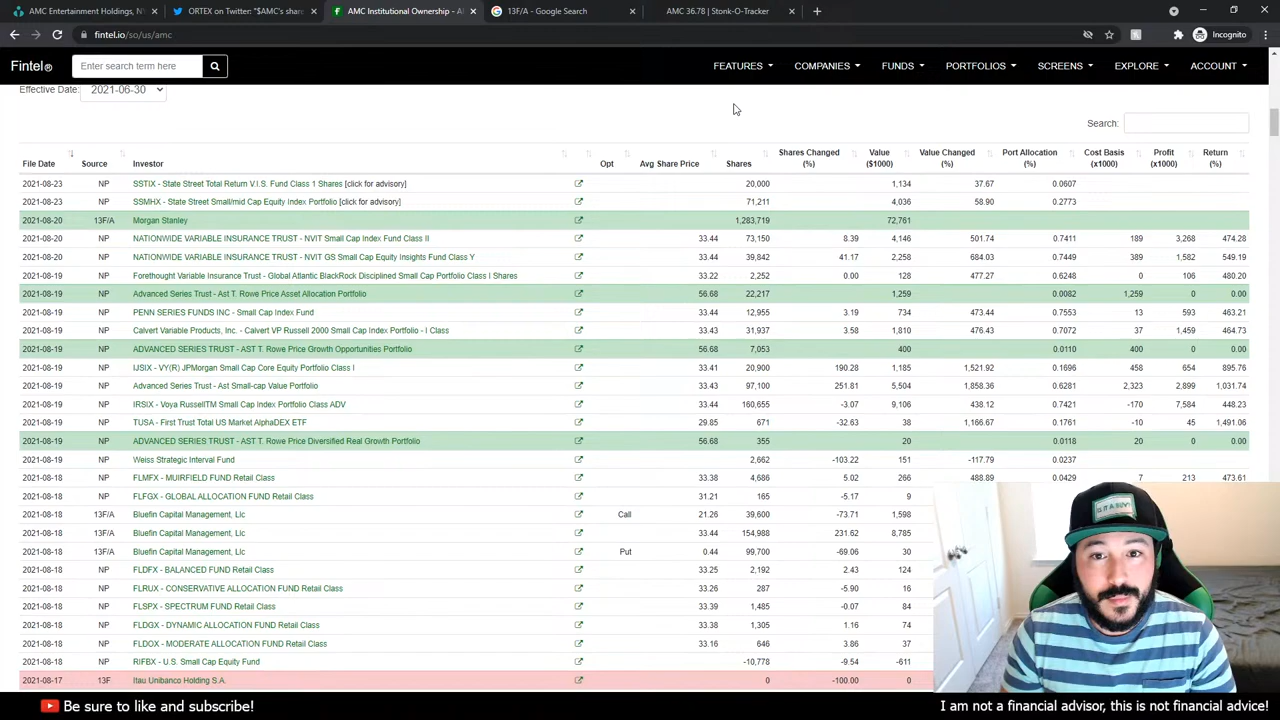 AMC Entertainment Holdings, NY
ORTEX on Twitter: "$AMC's share
AMC Institutional Ownership - A
13F/A - Google Search
AMC 36.78 | Stonk-O-Tracker
fintel.io/so/us/amc
Incognito
Fintel®
Enter search term here
FEATURES COMPANIES FUNDS PORTFOLIOS SCREENS EXPLORE ACCOUNT
Effective Date: 2021-06-30
Search:
File Date Source Investor Opt Avg Share Price Shares Shares Changed (%) Value ($1000) Value Changed (%) Port Allocation (%) Cost Basis (x1000) Profit (x1000) Return (%)
2021-08-23 NP SSTIX - State Street Total Return V.I.S. Fund Class 1 Shares [click for advisory] 20,000 1,134 37.67 0.0607
2021-08-23 NP SSMHX - State Street Small/mid Cap Equity Index Portfolio [click for advisory] 71,211 4,036 58.90 0.2773
2021-08-20 13F/A Morgan Stanley 1,283,719 72,761
2021-08-20 NP NATIONWIDE VARIABLE INSURANCE TRUST - NVIT Small Cap Index Fund Class II 33.44 73,150 8.39 4,146 501.74 0.7411 189 3,268 474.28
2021-08-20 NP NATIONWIDE VARIABLE INSURANCE TRUST - NVIT GS Small Cap Equity Insights Fund Class Y 33.44 39,842 41.17 2,258 684.03 0.7449 389 1,582 549.19
2021-08-19 NP Forethought Variable Insurance Trust - Global Atlantic BlackRock Disciplined Small Cap Portfolio Class I Shares 33.22 2,252 0.00 128 477.27 0.6248 0 106 480.20
2021-08-19 NP Advanced Series Trust - Ast T. Rowe Price Asset Allocation Portfolio 56.68 22,217 1,259 0.0082 1,259 0 0.00
2021-08-19 NP PENN SERIES FUNDS INC - Small Cap Index Fund 33.44 12,955 3.19 734 473.44 0.7553 13 593 463.21
2021-08-19 NP Calvert Variable Products, Inc. - Calvert VP Russell 2000 Small Cap Index Portfolio - I Class 33.43 31,937 3.58 1,810 476.43 0.7072 37 1,459 464.73
2021-08-19 NP ADVANCED SERIES TRUST - AST T. Rowe Price Growth Opportunities Portfolio 56.68 7,053 400 0.0110 400 0 0.00
2021-08-19 NP IJSIX - VY(R) JPMorgan Small Cap Core Equity Portfolio Class I 33.41 20,900 190.28 1,185 1,521.92 0.1696 458 654 895.76
2021-08-19 NP Advanced Series Trust - Ast Small-cap Value Portfolio 33.43 97,100 251.81 5,504 1,858.36 0.6281 2,323 2,899 1,031.74
2021-08-19 NP IRSIX - Voya RussellTM Small Cap Index Portfolio Class ADV 33.44 160,655 -3.07 9,106 438.12 0.7421 -170 7,584 448.23
2021-08-19 NP TUSA - First Trust Total US Market AlphaDEX ETF 29.85 671 -32.63 38 1,166.67 0.1761 -10 45 1,491.06
2021-08-19 NP ADVANCED SERIES TRUST - AST T. Rowe Price Diversified Real Growth Portfolio 56.68 355 20 0.0118 20 0 0.00
2021-08-19 NP Weiss Strategic Interval Fund 2,662 -103.22 151 -117.79 0.0237
2021-08-18 NP FLMFX - MUIRFIELD FUND Retail Class 33.38 4,686 5.02 266 488.89 0.0429 7 213 473.61
2021-08-18 NP FLFGX - GLOBAL ALLOCATION FUND Retail Class 31.21 165 -5.17 9
2021-08-18 13F/A Bluefin Capital Management, Llc Call 21.26 39,600 -73.71 1,598
2021-08-18 13F/A Bluefin Capital Management, Llc 33.44 154,988 231.62 8,785
2021-08-18 13F/A Bluefin Capital Management, Llc Put 0.44 99,700 -69.06 30
2021-08-18 NP FLDFX - BALANCED FUND Retail Class 33.25 2,192 2.43 124
2021-08-18 NP FLRUX - CONSERVATIVE ALLOCATION FUND Retail Class 33.26 287 -5.90 16
2021-08-18 NP FLSPX - SPECTRUM FUND Retail Class 33.39 1,485 -0.07 84
2021-08-18 NP FLDGX - DYNAMIC ALLOCATION FUND Retail Class 33.38 1,305 1.16 74
2021-08-18 NP FLDOX - MODERATE ALLOCATION FUND Retail Class 33.16 646 3.86 37
2021-08-18 NP RIFBX - U.S. Small Cap Equity Fund -10,778 -9.54 -611
2021-08-17 13F Itau Unibanco Holding S.A. 0 -100.00 0
Be sure to like and subscribe!
I am not a financial advisor, this is not financial advice!